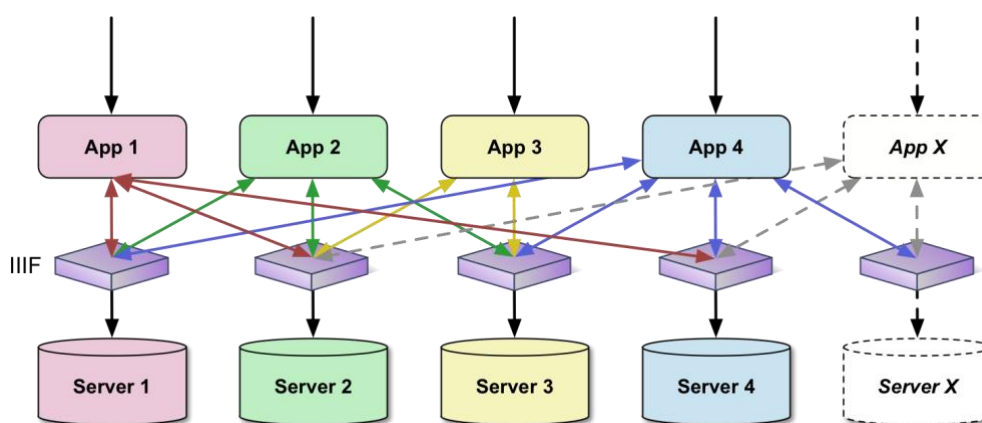 App 1
App 2
App 3
App 4
App X
IIIF
Server 1
Server 2
Server 3
Server 4
Server X